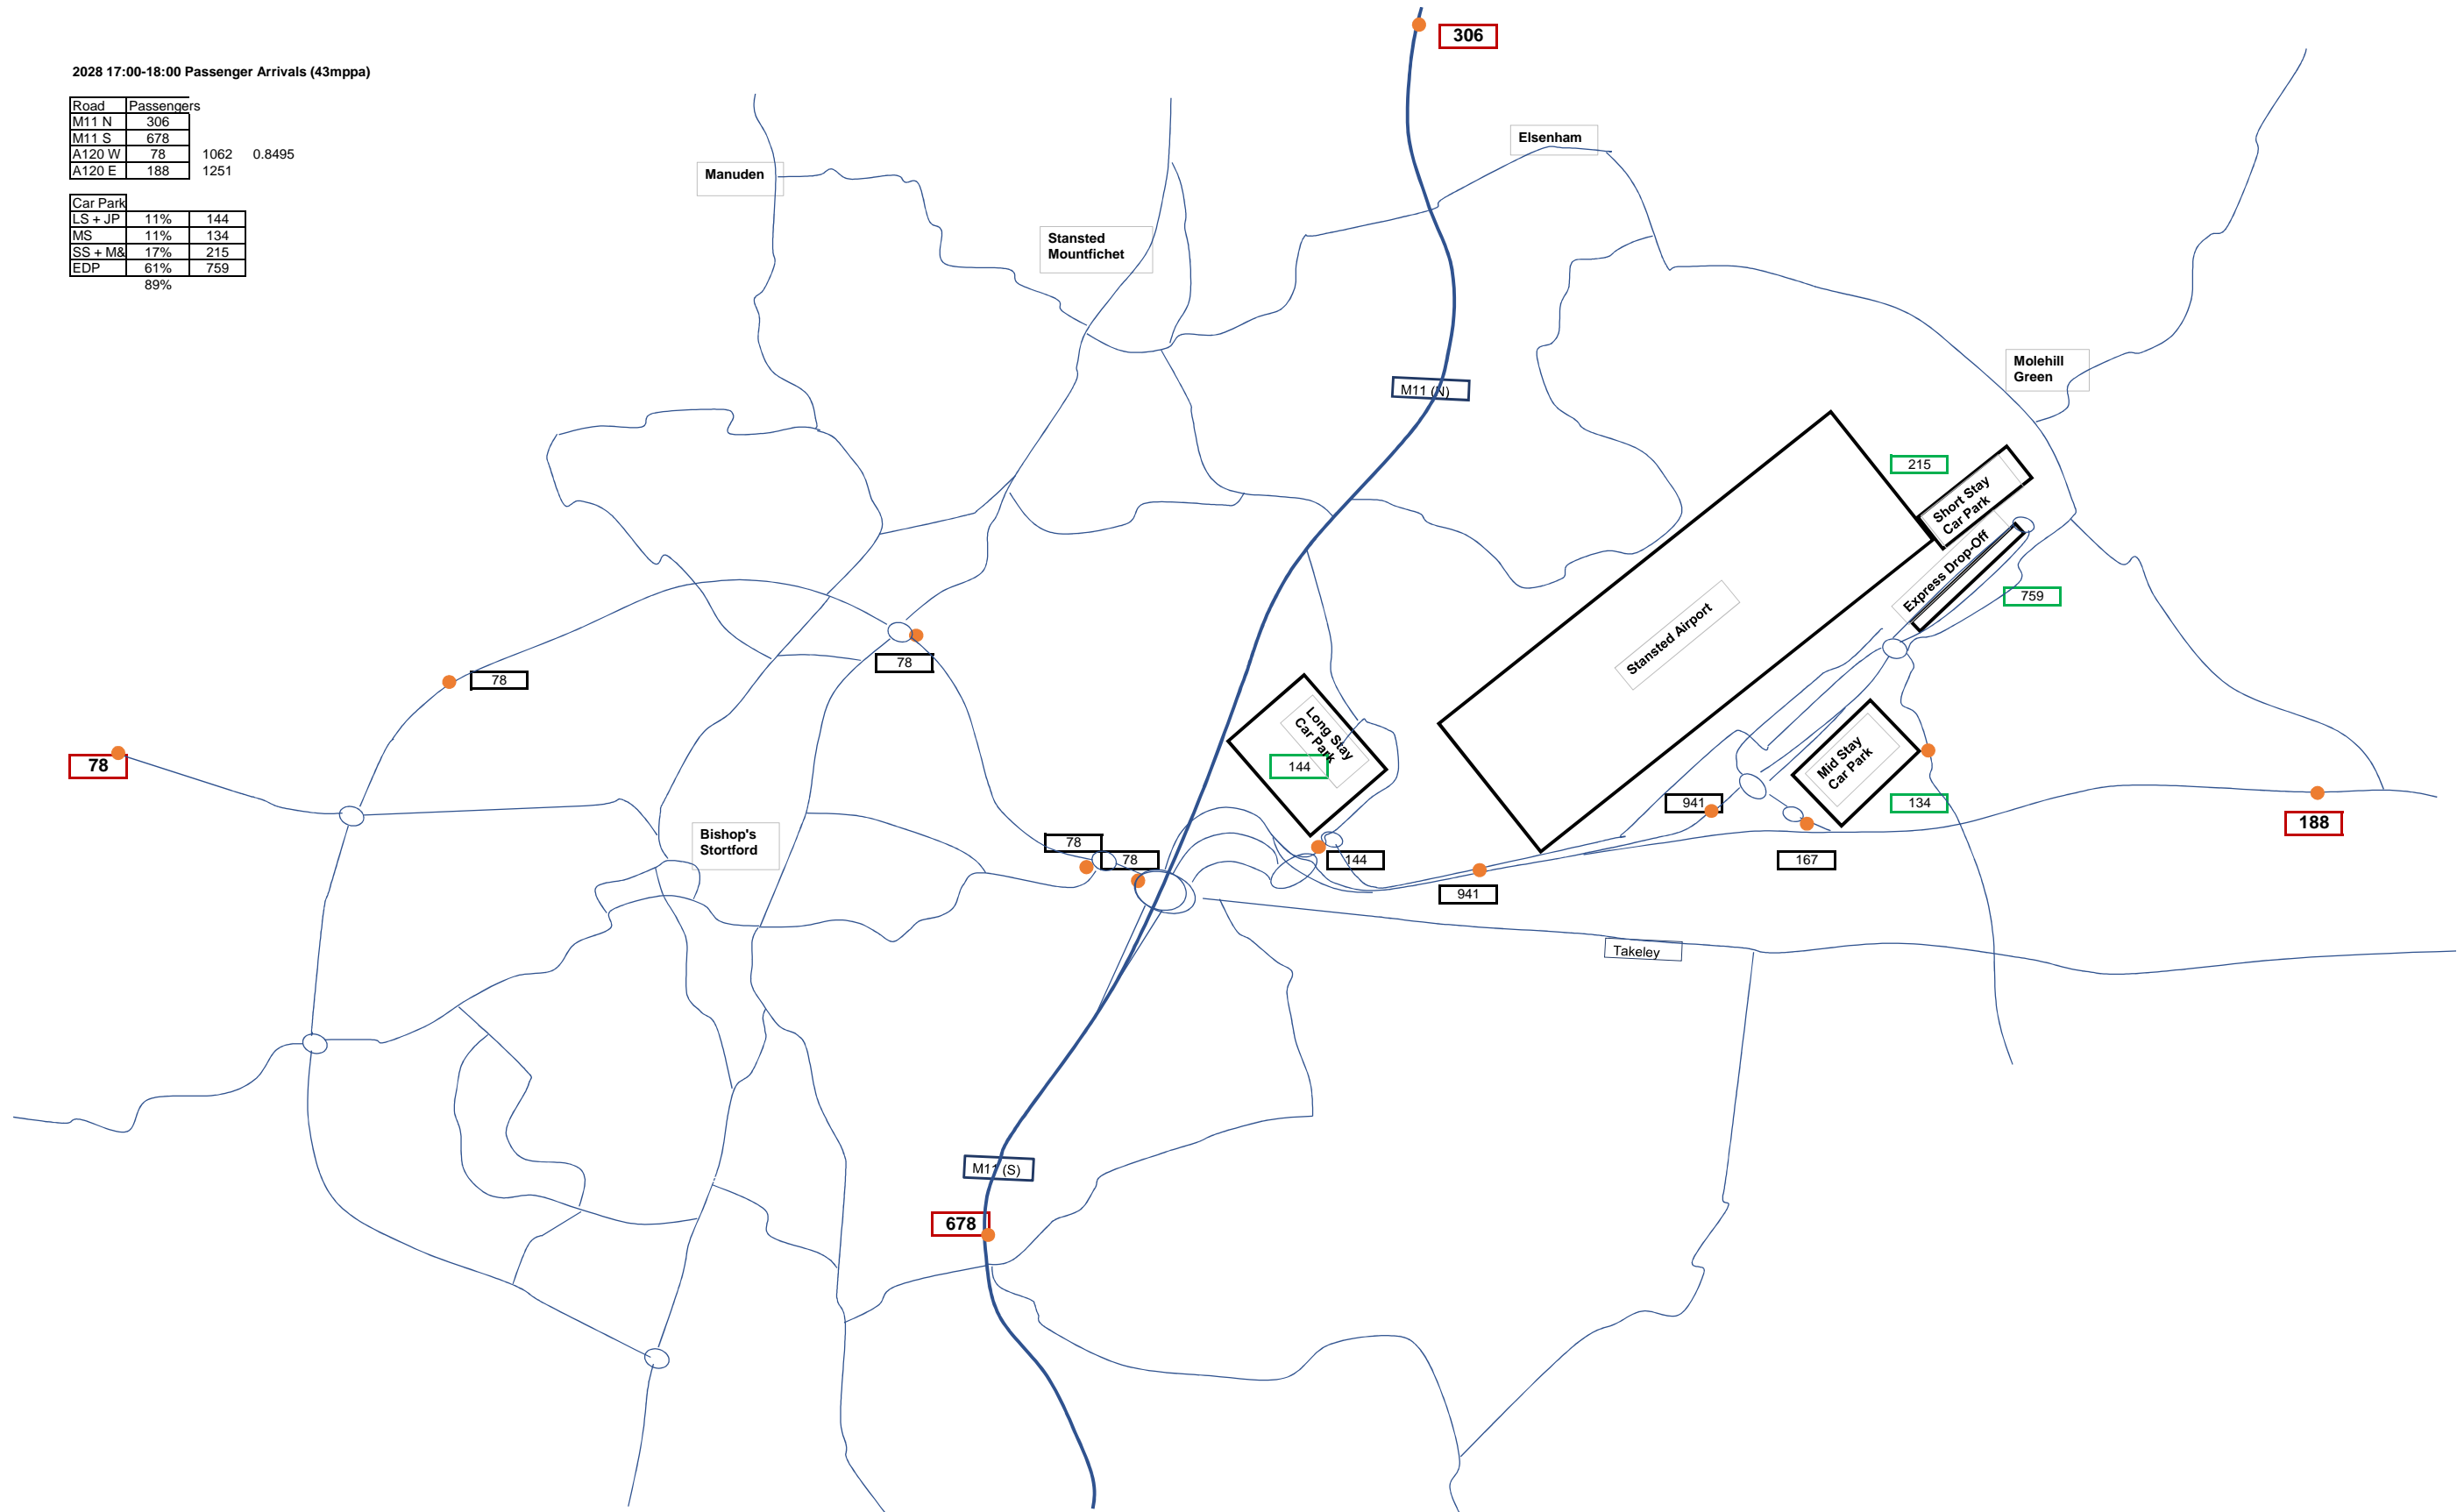 306
2028 17:00-18:00 Passenger Arrivals (43mppa)
Road Passengers
M11 N 306
M11 S 678
A120 W 78 1062 0.8495
A120 E 188 1251
Car Park
LS + JP 11% 144
MS 11% 134
SS + M& 17% 215
EDP 61% 759
89%
Elsenham
Manuden
Stansted
Mountfichet
Molehill
Green
M11 (N)
215
Short Stay
Car Park
Express Drop-Off
759
Stansted Airport
78
78
Long Stay
Car Park
144
Mid Stay
Car Park
78
941
134
188
Bishop's
Stortford
78
78
144
167
941
Takeley
M11 (S)
678